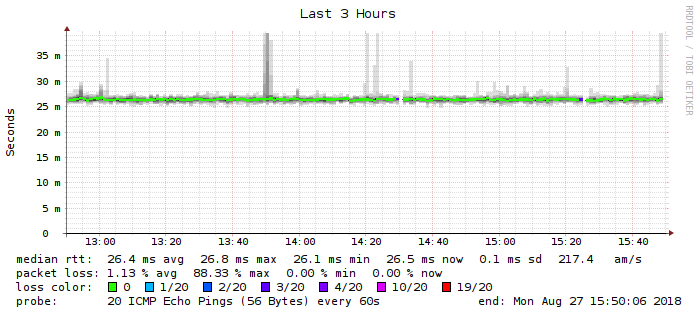 Last 3 Hours
RRDTOOL / TOBI OETIKER
Seconds
35 m
30 m
25 m
20 m
15 m
10 m
5 m
0
13:00 13:20 13:40 14:00 14:20 14:40 15:00 15:20 15:40
median rtt: 26.4 ms avg 26.8 ms max 26.1 ms min 26.5 ms now 0.1 ms sd 217.4 am/s
packet loss: 1.13 % avg 88.33 % max 0.00 % min 0.00 % now
loss color: 0 1/20 2/20 3/20 4/20 10/20 19/20
probe: 20 ICMP Echo Pings (56 Bytes) every 60s end: Mon Aug 27 15:50:06 2018